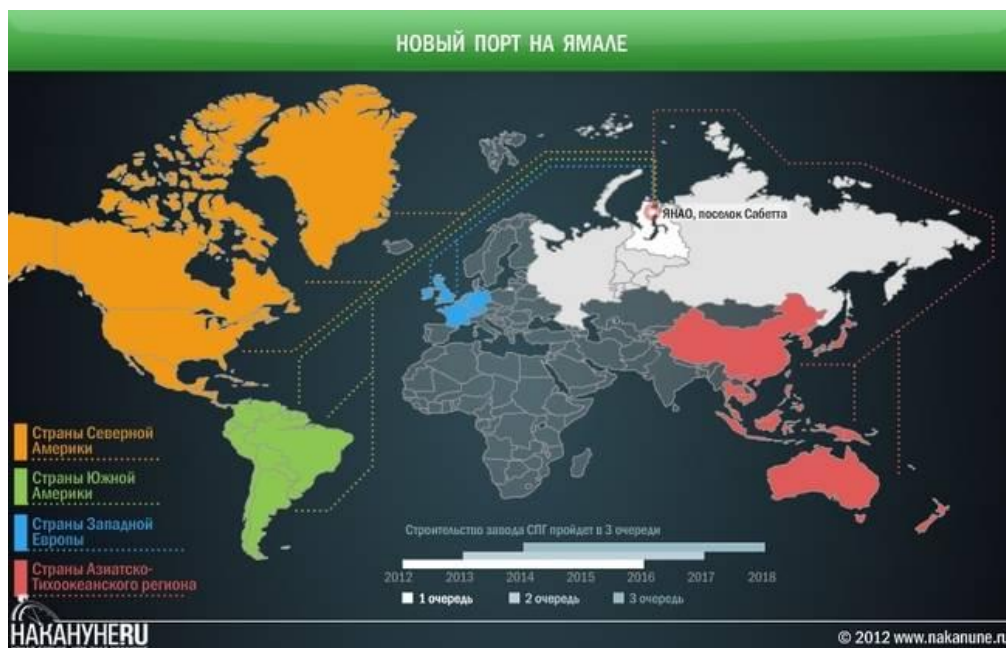 НОВЫЙ ПОРТ НА ЯМАЛЕ
ЯНАО, поселок Сабетта
Страны Северной
Америки
Страны Южной
Америки
Страны Западной
Европы
Страны Азиатско-
Тихоокеанского региона
Строительство завода СПГ пройдет в 3 очереди
2012 2013 2014 2015 2016 2017 2018
1 очередь 2 очередь 3 очередь
НАКАНУНЕ.RU
© 2012 www.nakanune.ru